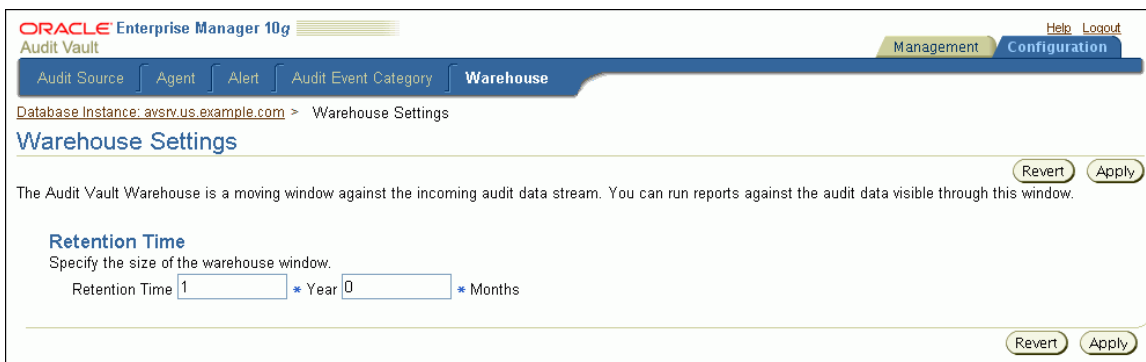 ORACLE Enterprise Manager 10g
Audit Vault
Help Logout
Management Configuration
Audit Source Agent Alert Audit Event Category Warehouse
Database Instance: avsrv.us.example.com > Warehouse Settings
Warehouse Settings
Revert Apply
The Audit Vault Warehouse is a moving window against the incoming audit data stream. You can run reports against the audit data visible through this window.
Retention Time
Specify the size of the warehouse window.
Retention Time 1 * Year 0 * Months
Revert Apply